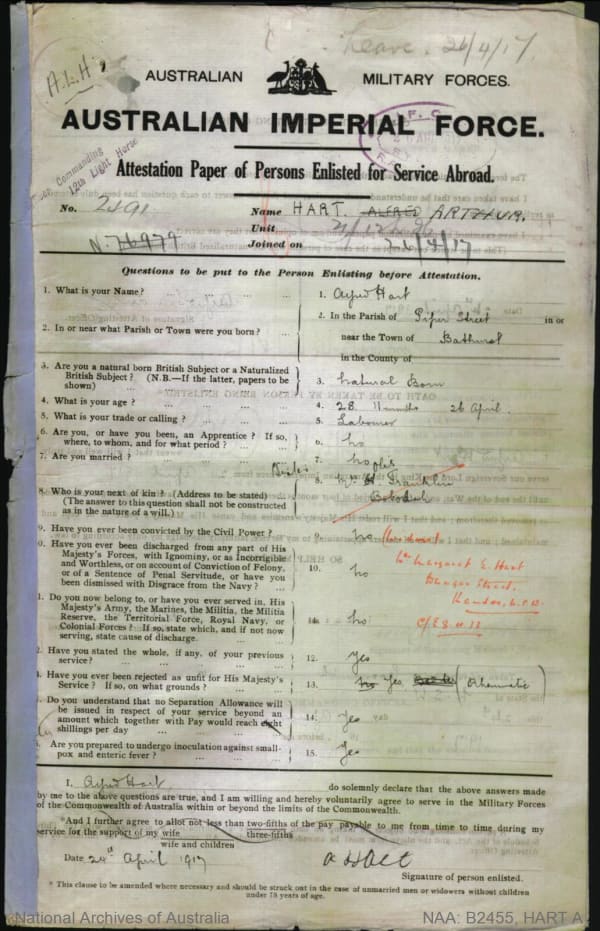 Leave. 26/4/17
A.L.H.
AUSTRALIAN MILITARY FORCES.
AUSTRALIAN IMPERIAL FORCE.
Commanding
12th Light Horse
Attestation Paper of Persons Enlisted for Service Abroad.
No. Name HART. ALFRED ARTHUR.
Unit
N.76979 Joined on 24/4/17
Questions to be put to the Person Enlisting before Attestation.
1. What is your Name? 1. Alfred Hart
2. In or near what Parish or Town were you born? 2. In the Parish of Piper Street in or
near the Town of Bathurst
in the County of
3. Are you a natural born British Subject or a Naturalized
British Subject? (N.B.—If the latter, papers to be
shown) 3. Natural Born
4. What is your age? 4. 28 11 months 26 April.
5. What is your trade or calling? 5. Labourer
6. Are you, or have you been, an Apprentice? If so,
where, to whom, and for what period? 6. no
7. Are you married? 7. no
8. Who is your next of kin? (Address to be stated) 8.
(The answer to this question shall not be construed
as in the nature of a will.)
9. Have you ever been convicted by the Civil Power? 9. no
10. Have you ever been discharged from any part of His
Majesty's Forces, with Ignominy, or as Incorrigible
and Worthless, or on account of Conviction of Felony,
or of a Sentence of Penal Servitude, or have you
been dismissed with Disgrace from the Navy? 10. no
Margaret E. Hart
Street,
Kandos, N.S.W.
Do you now belong to, or have you ever served in, His
Majesty's Army, the Marines, the Militia, the Militia
Reserve, the Territorial Force, Royal Navy, or
Colonial Forces? If so, state which, and if not now
serving, state cause of discharge. no
Have you stated the whole, if any, of your previous
service? 12. Yes
Have you ever been rejected as unfit for His Majesty's
Service? If so, on what grounds? 13. no Yes (Rheumatic)
Do you understand that no Separation Allowance will
be issued in respect of your service beyond an
amount which together with Pay would reach eight
shillings per day 14. Yes
Are you prepared to undergo inoculation against small-
pox and enteric fever? 15. Yes
I, Alfred Hart do solemnly declare that the above answers made
by me to the above questions are true, and I am willing and hereby voluntarily agree to serve in the Military Forces
of the Commonwealth of Australia within or beyond the limits of the Commonwealth.
*And I further agree to allot not less than two-fifths of the pay payable to me from time to time during my
three-fifths
service for the support of my wife
wife and children
Date 24th April 1917 A Hart
Signature of person enlisted.
* This clause to be amended where necessary and should be struck out in the case of unmarried men or widowers without children
under 18 years of age.
National Archives of Australia NAA: B2455, HART A